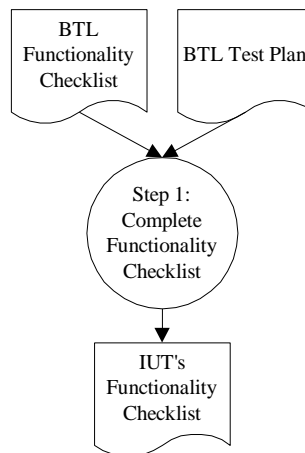 BTL
Functionality
Checklist
BTL Test Plan
Step 1:
Complete
Functionality
Checklist
IUT's
Functionality
Checklist